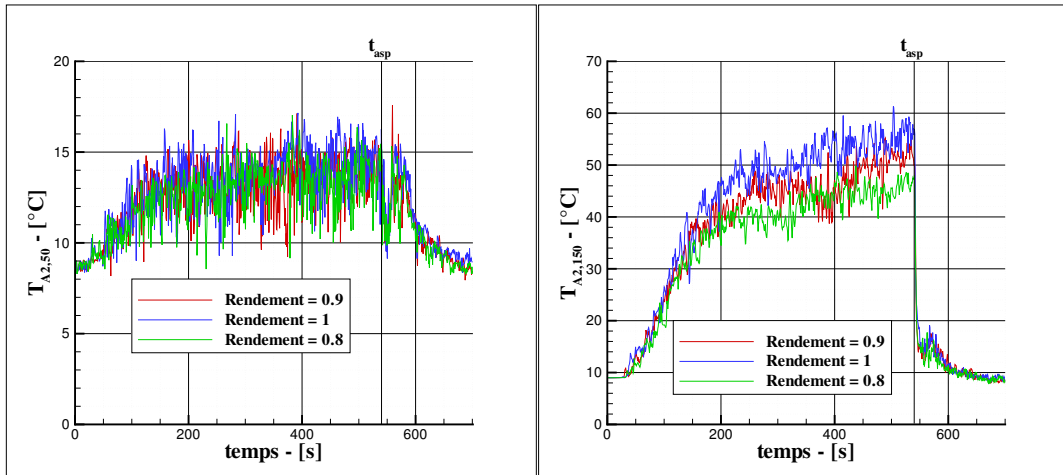 t_asp
20
15
10
5
0
T_A2,50 - [°C]
Rendement = 0.9
Rendement = 1
Rendement = 0.8
0 200 400 600
temps - [s]
t_asp
70
60
50
40
30
20
10
0
T_A2,150 - [°C]
Rendement = 0.9
Rendement = 1
Rendement = 0.8
0 200 400 600
temps - [s]